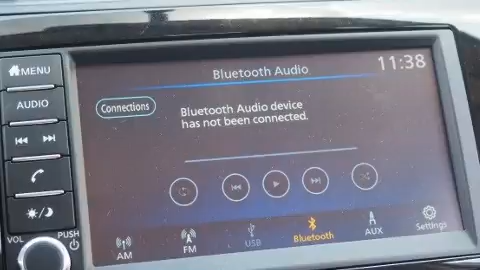 MENU
Bluetooth Audio
11:38
AUDIO
Connections
Bluetooth Audio device
has not been connected.
VOL
PUSH
AM
FM
USB
Bluetooth
AUX
Settings